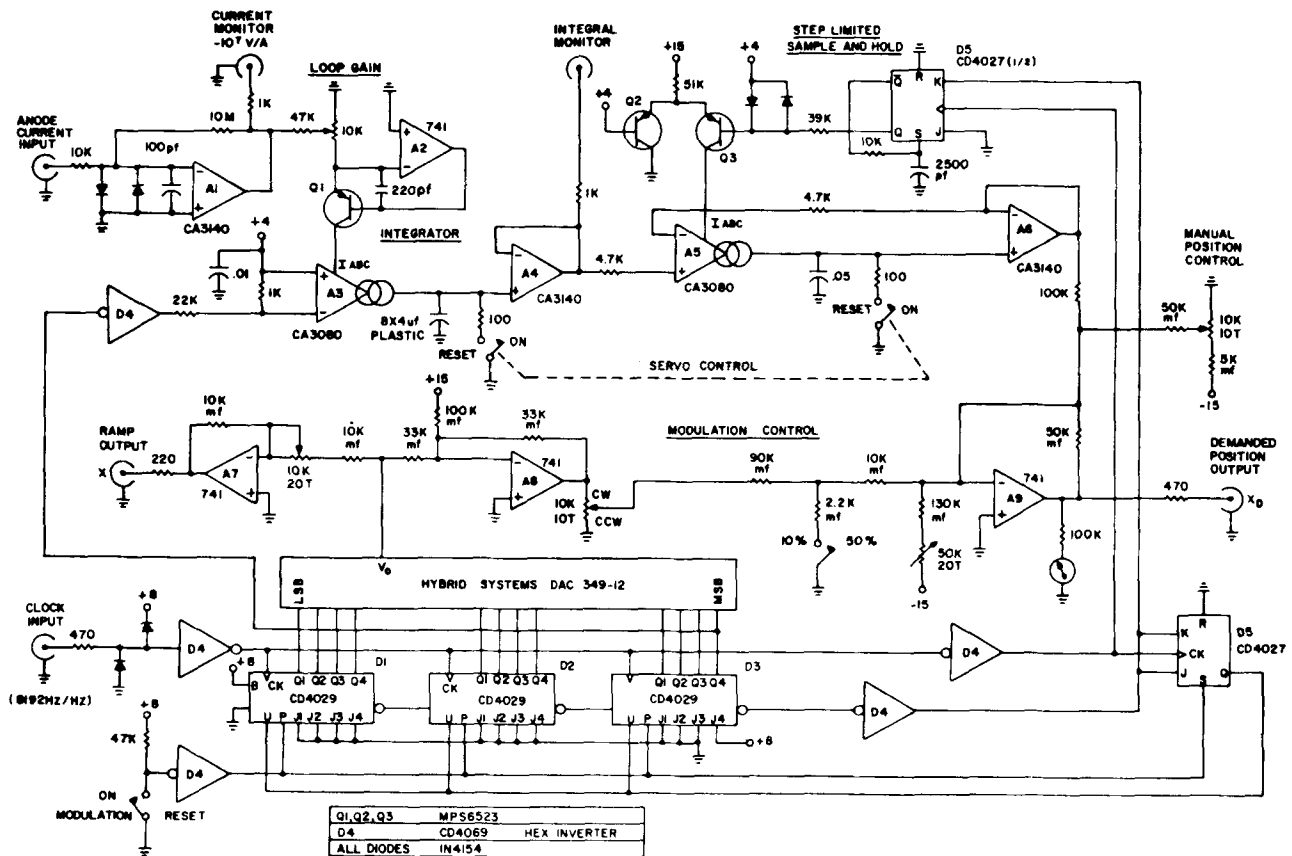 CURRENT
MONITOR
-10⁷ V/A
INTEGRAL
MONITOR
STEP LIMITED
SAMPLE AND HOLD
D5
CD4027 (1/2)
LOOP GAIN
+15
+4
51K
Q̄
R
K
Q
S
J
1K
10M
47K
10K
741
A2
+4
Q2
Q3
39K
10K
2500
pf
ANODE
CURRENT
INPUT
10K
100pf
A1
CA3140
Q1
220pf
1K
I ABC
4.7K
INTEGRATOR
A6
CA3140
+4
.01
1K
I ABC
A3
CA3080
A4
CA3140
4.7K
A5
CA3080
.05
100
RESET
ON
MANUAL
POSITION
CONTROL
D4
22K
8X4uf
PLASTIC
100
RESET
ON
100K
50K
mf
10K
10T
5K
mf
-15
SERVO CONTROL
+15
10K
mf
100K
mf
33K
mf
MODULATION CONTROL
50K
mf
DEMANDED
POSITION
OUTPUT
RAMP
OUTPUT
X
220
A7
741
10K
20T
10K
mf
33K
mf
741
A8
10K
10T
CW
CCW
90K
mf
10K
mf
2.2K
mf
130K
mf
741
A9
470
X_D
10%
50%
50K
20T
-15
100K
V₀
LSB
HYBRID SYSTEMS DAC 349-12
MSB
CLOCK
INPUT
470
(8192Hz/Hz)
+8
D4
+8
D1
D2
D3
B
CK
Q1 Q2 Q3 Q4
CD4029
U P J1 J2 J3 J4
CK
Q1 Q2 Q3 Q4
CD4029
U P J1 J2 J3 J4
Q1 Q2 Q3 Q4
CD4029
U P J1 J2 J3 J4
+8
D4
D4
R
K
CK
J
S
Q
D5
CD4027
+8
47K
D4
ON
MODULATION
RESET
Q1,Q2,Q3 MPS6523
D4 CD4069 HEX INVERTER
ALL DIODES IN4154